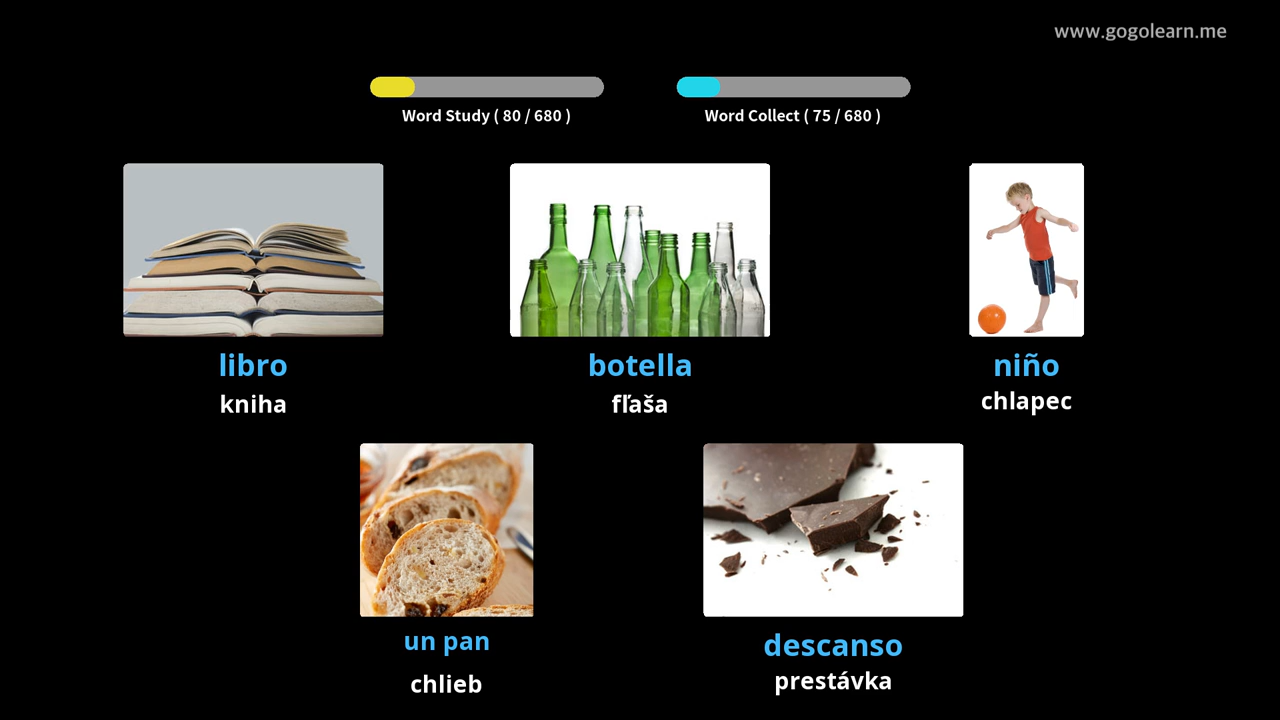 www.gogolearn.me
Word Study ( 80 / 680 )
Word Collect ( 75 / 680 )
libro
kniha
botella
fľaša
niño
chlapec
un pan
chlieb
descanso
prestávka